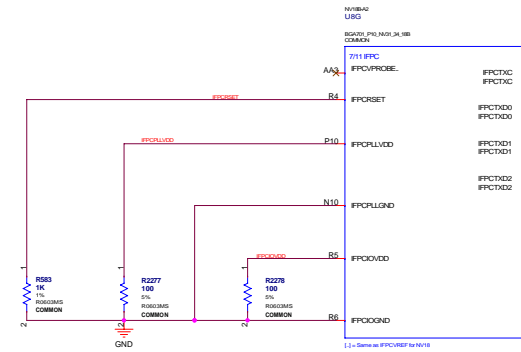 NV18B-A2
U8G
BGA701_P10_NV31_34_18B
COMMON
7/11 IFPC
AA3 IFPCVPROBE_ IFPCTXC
IFPCTXC
R4 IFPCRSET IFPCRSET
IFPCTXD0
IFPCTXD0
P10 IFPCPLLVDD IFPCPLLVDD IFPCTXD1
IFPCTXD1
IFPCTXD2
IFPCTXD2
N10 IFPCPLLGND
IFPCIOVDD R5 IFPCIOVDD
1 1 1
R583
1K
1%
R0603MS
COMMON
2
R2277
100
5%
R0603MS
COMMON
2
R2278
100
5%
R0603MS
COMMON
2
R6 IFPCIOGND
GND
[..] = Same as IFPCVREF for NV18